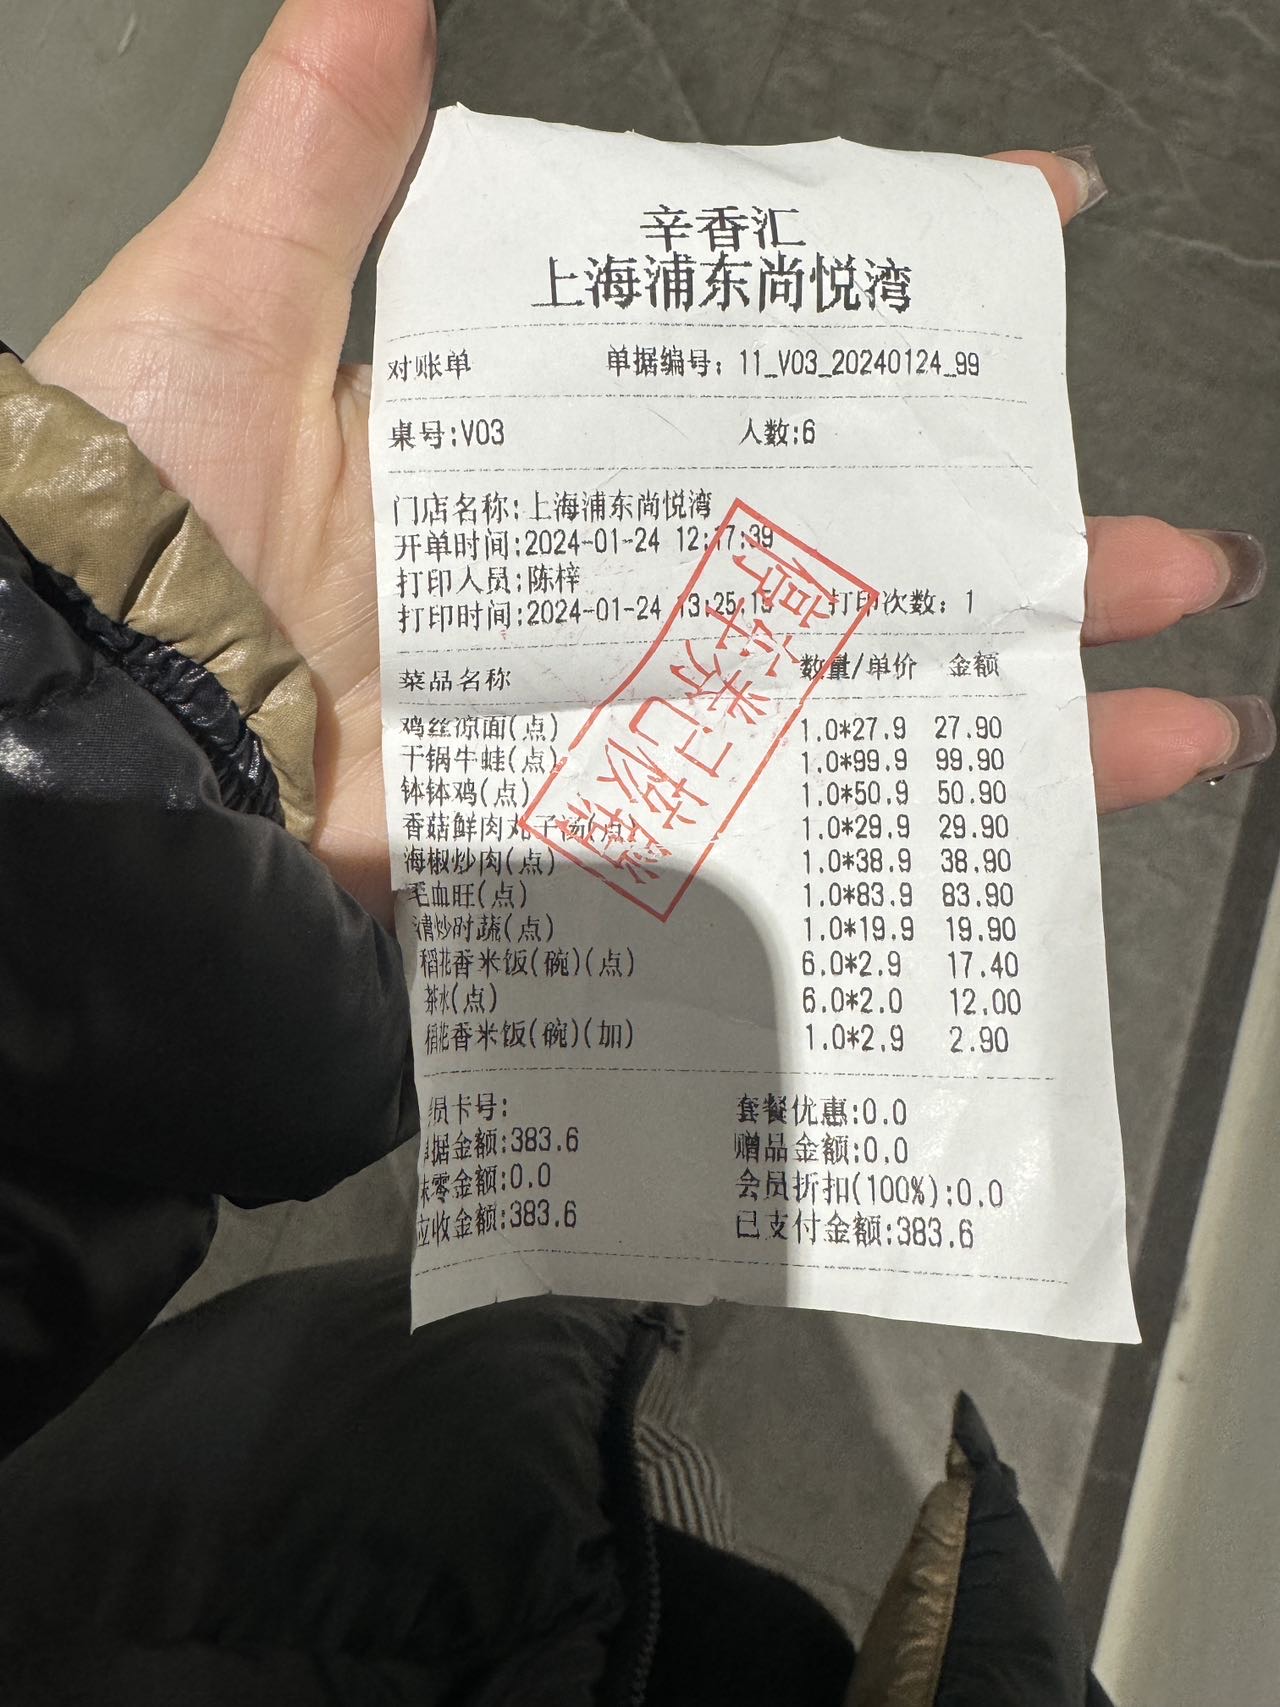 辛香汇
上海浦东尚悦湾
对账单 单据编号：11_V03_20240124_99
桌号:V03 人数:6
门店名称:上海浦东尚悦湾
开单时间:2024-01-24 12:17:39
打印人员:陈梓
打印时间:2024-01-24 13:25:15 打印次数：1
菜品名称 数量/单价 金额
鸡丝凉面(点) 1.0*27.9 27.90
干锅牛蛙(点) 1.0*99.9 99.90
钵钵鸡(点) 1.0*50.9 50.90
香菇鲜肉丸子汤(点) 1.0*29.9 29.90
海椒炒肉(点) 1.0*38.9 38.90
毛血旺(点) 1.0*83.9 83.90
清炒时蔬(点) 1.0*19.9 19.90
稻花香米饭(碗)(点) 6.0*2.9 17.40
茶水(点) 6.0*2.0 12.00
稻花香米饭(碗)(加) 1.0*2.9 2.90
员卡号: 套餐优惠:0.0
据金额:383.6 赠品金额:0.0
末零金额:0.0 会员折扣(100%):0.0
应收金额:383.6 已支付金额:383.6